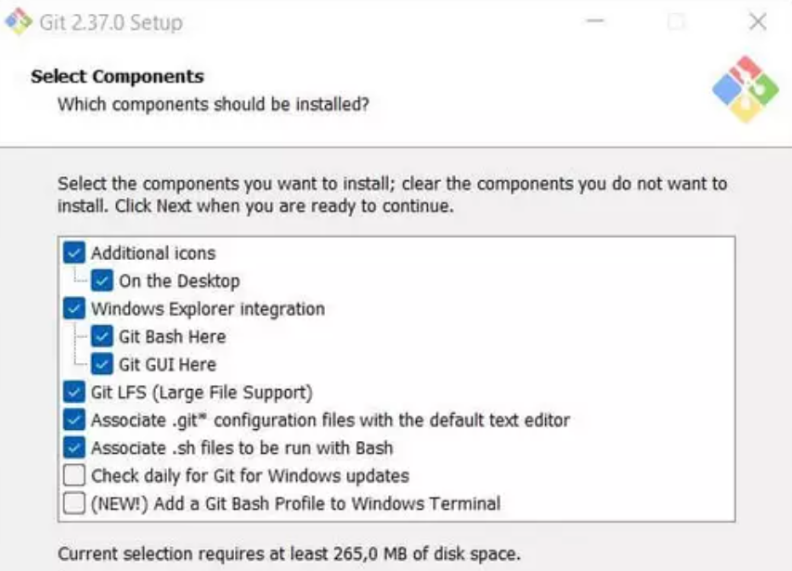 Git 2.37.0 Setup
Select Components
Which components should be installed?
Select the components you want to install; clear the components you do not want to
install. Click Next when you are ready to continue.
Additional icons
On the Desktop
Windows Explorer integration
Git Bash Here
Git GUI Here
Git LFS (Large File Support)
Associate .git* configuration files with the default text editor
Associate .sh files to be run with Bash
Check daily for Git for Windows updates
(NEW!) Add a Git Bash Profile to Windows Terminal
Current selection requires at least 265,0 MB of disk space.